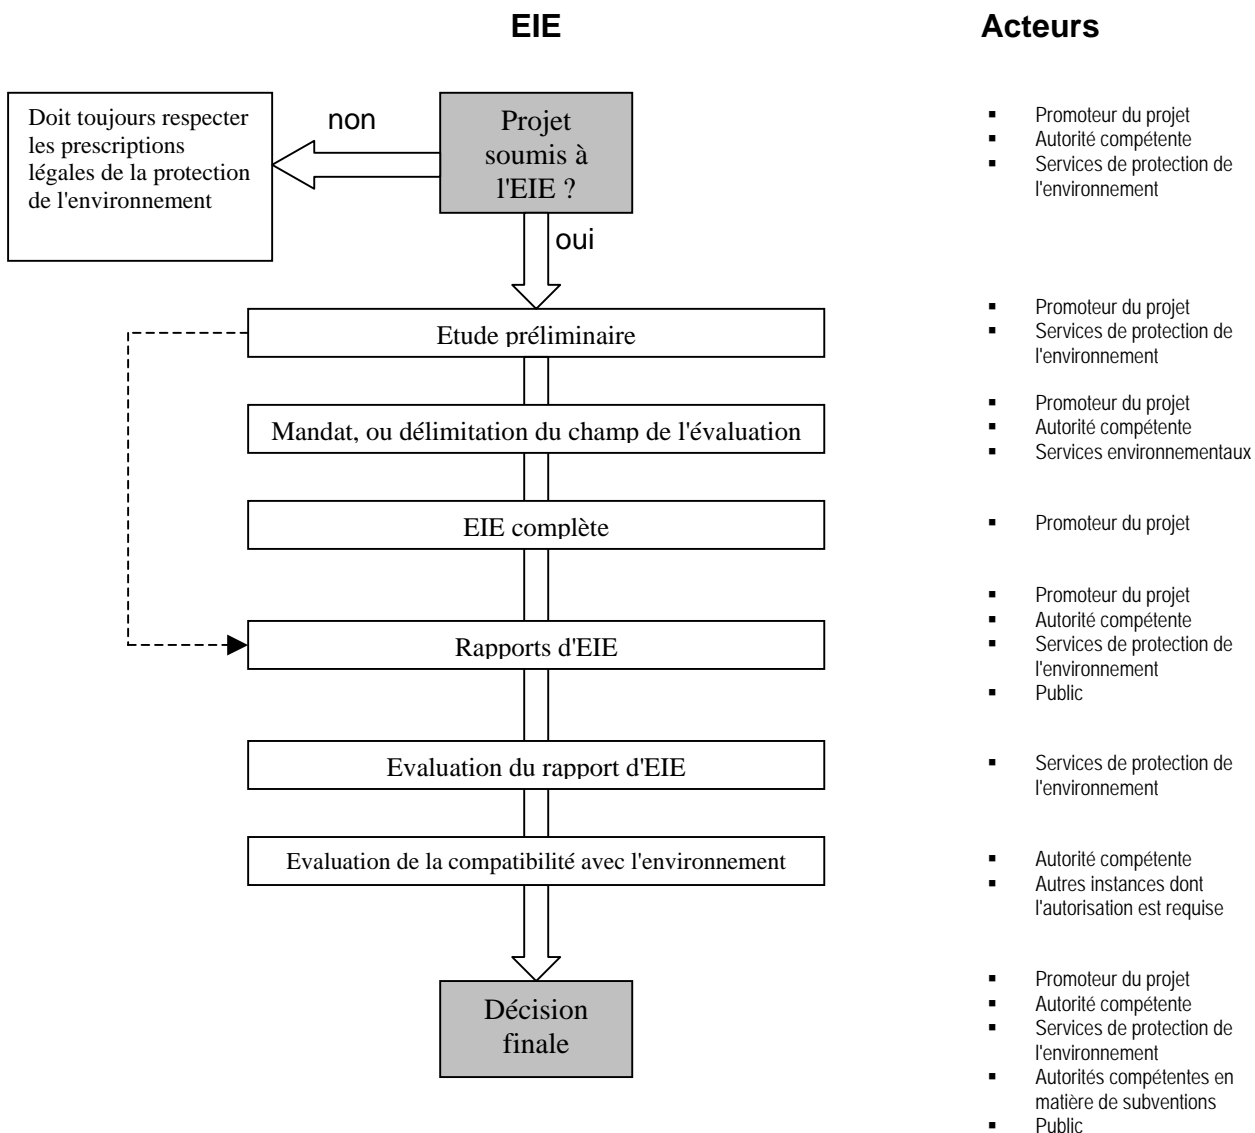 EIE
Acteurs
Doit toujours respecter
les prescriptions
légales de la protection
de l'environnement
non
Projet
soumis à
l'EIE ?
▪ Promoteur du projet
▪ Autorité compétente
▪ Services de protection de
l'environnement
oui
Etude préliminaire
▪ Promoteur du projet
▪ Services de protection de
l'environnement
Mandat, ou délimitation du champ de l'évaluation
▪ Promoteur du projet
▪ Autorité compétente
▪ Services environnementaux
EIE complète
▪ Promoteur du projet
Rapports d'EIE
▪ Promoteur du projet
▪ Autorité compétente
▪ Services de protection de
l'environnement
▪ Public
Evaluation du rapport d'EIE
▪ Services de protection de
l'environnement
Evaluation de la compatibilité avec l'environnement
▪ Autorité compétente
▪ Autres instances dont
l'autorisation est requise
Décision
finale
▪ Promoteur du projet
▪ Autorité compétente
▪ Services de protection de
l'environnement
▪ Autorités compétentes en
matière de subventions
▪ Public